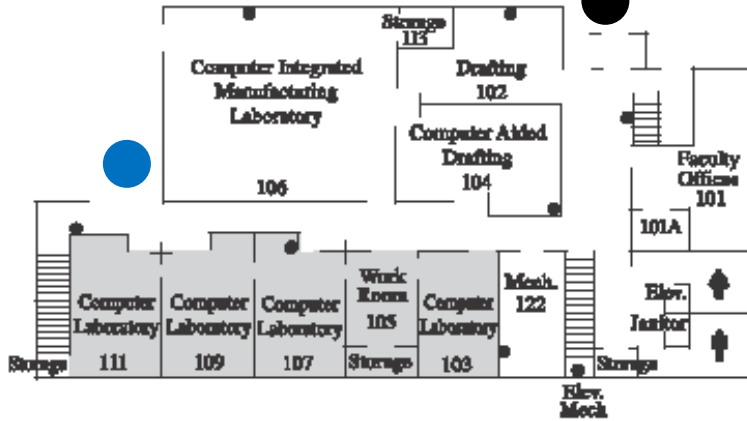 Storage
113
Computer Integrated
Manufacturing
Laboratory
106
Drafting
102
Computer Aided
Drafting
104
Faculty
Offices
101
101A
Computer
Laboratory
111
Computer
Laboratory
109
Computer
Laboratory
107
Work
Room
105
Storage
Computer
Laboratory
103
Mech.
122
Elev.
Janitor
Storage
Storage
Elev.
Mech